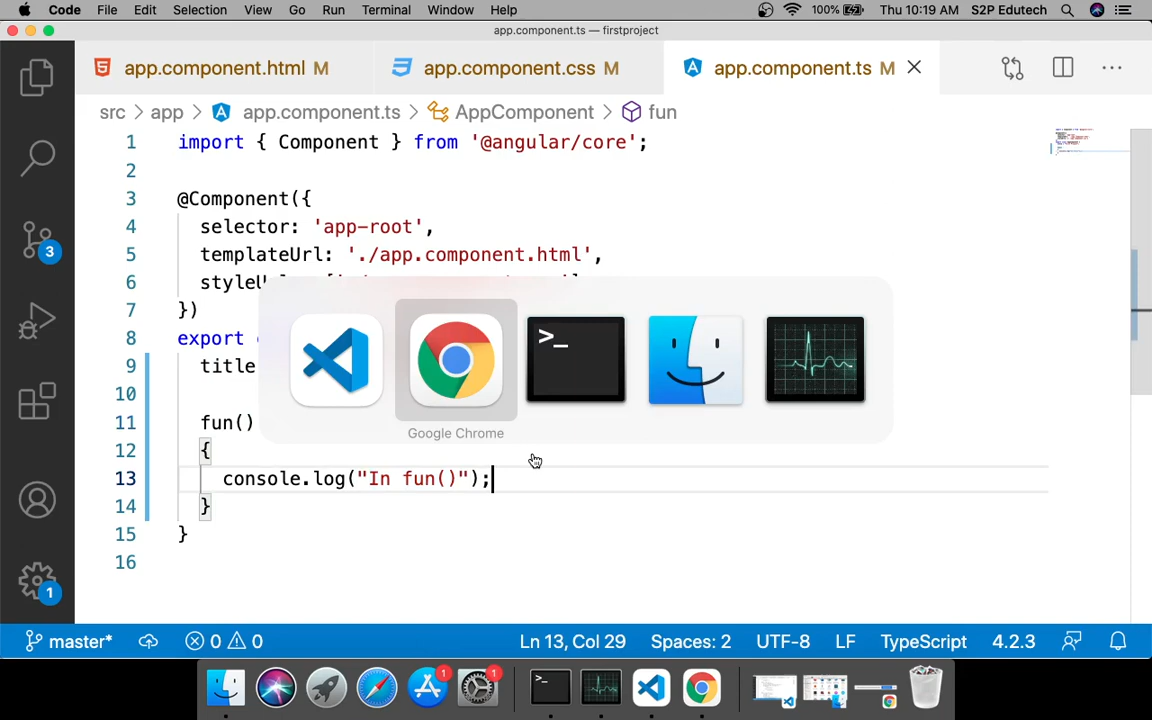 Code File Edit Selection View Go Run Terminal Window Help 100% Thu 10:19 AM S2P Edutech
app.component.ts — firstproject
app.component.html M app.component.css M app.component.ts M
src > app > app.component.ts > AppComponent > fun
1 import { Component } from '@angular/core';
2
3 @Component({
4 selector: 'app-root',
5 templateUrl: './app.component.html',
6
7 })
8 export
9 title
10
11 fun()
12 {
13 console.log("In fun()");
14 }
15 }
16
>_
Google Chrome
3
1
master* 0 0 Ln 13, Col 29 Spaces: 2 UTF-8 LF TypeScript 4.2.3
1 1